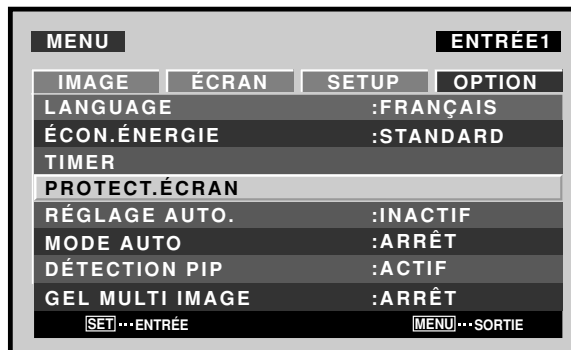 MENU ENTRÉE1
IMAGE ÉCRAN SETUP OPTION
LANGUAGE :FRANÇAIS
ÉCON.ÉNERGIE :STANDARD
TIMER
PROTECT.ÉCRAN
RÉGLAGE AUTO. :INACTIF
MODE AUTO :ARRÊT
DÉTECTION PIP :ACTIF
GEL MULTI IMAGE :ARRÊT
SET···ENTRÉE MENU···SORTIE